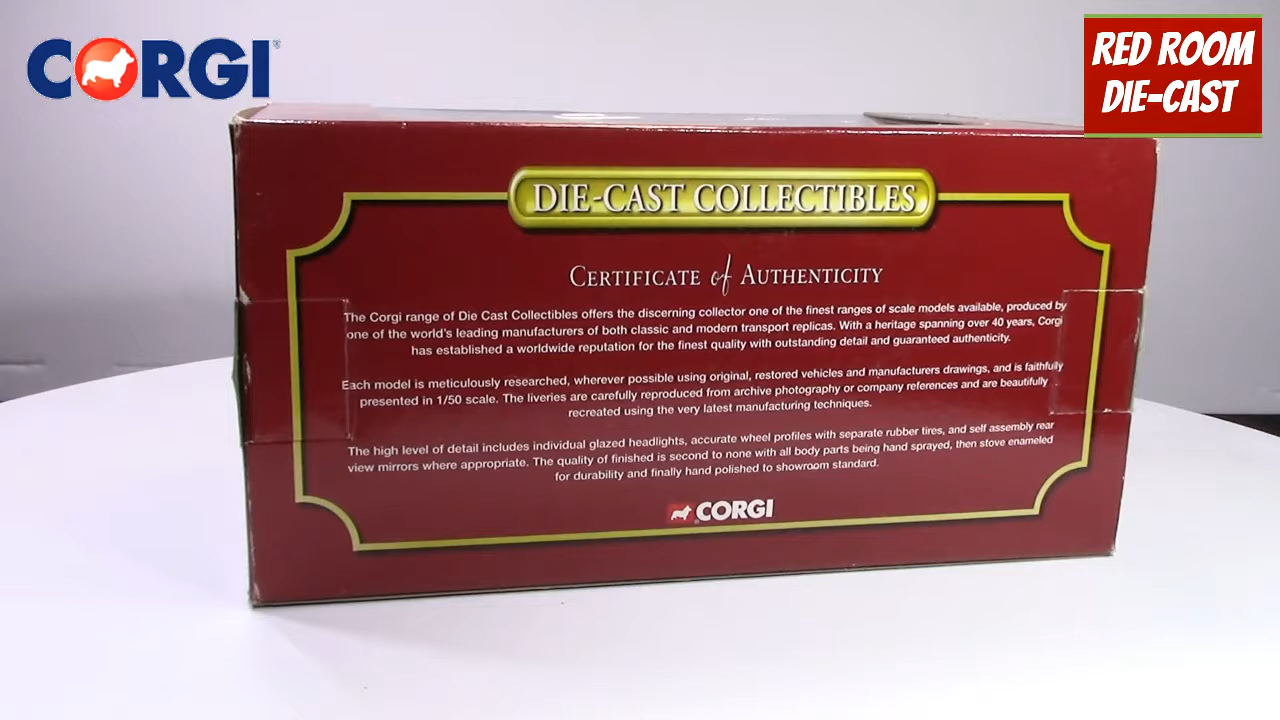 CORGI
RED ROOM
DIE-CAST
DIE-CAST COLLECTIBLES
CERTIFICATE of AUTHENTICITY
The Corgi range of Die Cast Collectibles offers the discerning collector one of the finest ranges of scale models available, produced by
one of the world's leading manufacturers of both classic and modern transport replicas. With a heritage spanning over 40 years, Corgi
has established a worldwide reputation for the finest quality with outstanding detail and guaranteed authenticity.
Each model is meticulously researched, wherever possible using original, restored vehicles and manufacturers drawings, and is faithfully
presented in 1/50 scale. The liveries are carefully reproduced from archive photography or company references and are beautifully
recreated using the very latest manufacturing techniques.
The high level of detail includes individual glazed headlights, accurate wheel profiles with separate rubber tires, and self assembly rear
view mirrors where appropriate. The quality of finished is second to none with all body parts being hand sprayed, then stove enameled
for durability and finally hand polished to showroom standard.
CORGI